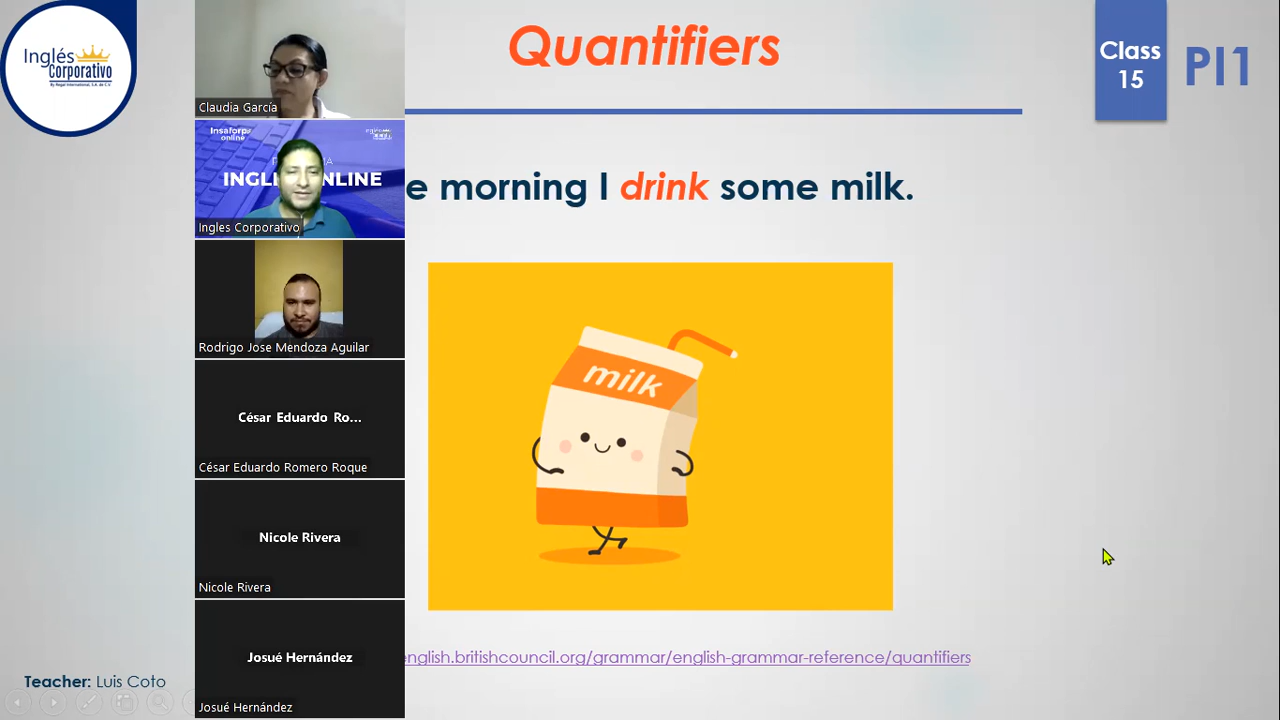 Inglés
Corporativo
By Regal International, S.A. de C.V.
Quantifiers
Class
15
PI1
Claudia García
Insaforp
online
INGL NLINE
Ingles Corporativo
e morning I drink some milk.
milk
Rodrigo Jose Mendoza Aguilar
César Eduardo Ro...
César Eduardo Romero Roque
Nicole Rivera
Nicole Rivera
Josué Hernández
Josué Hernández
english.britishcouncil.org/grammar/english-grammar-reference/quantifiers
Teacher: Luis Coto